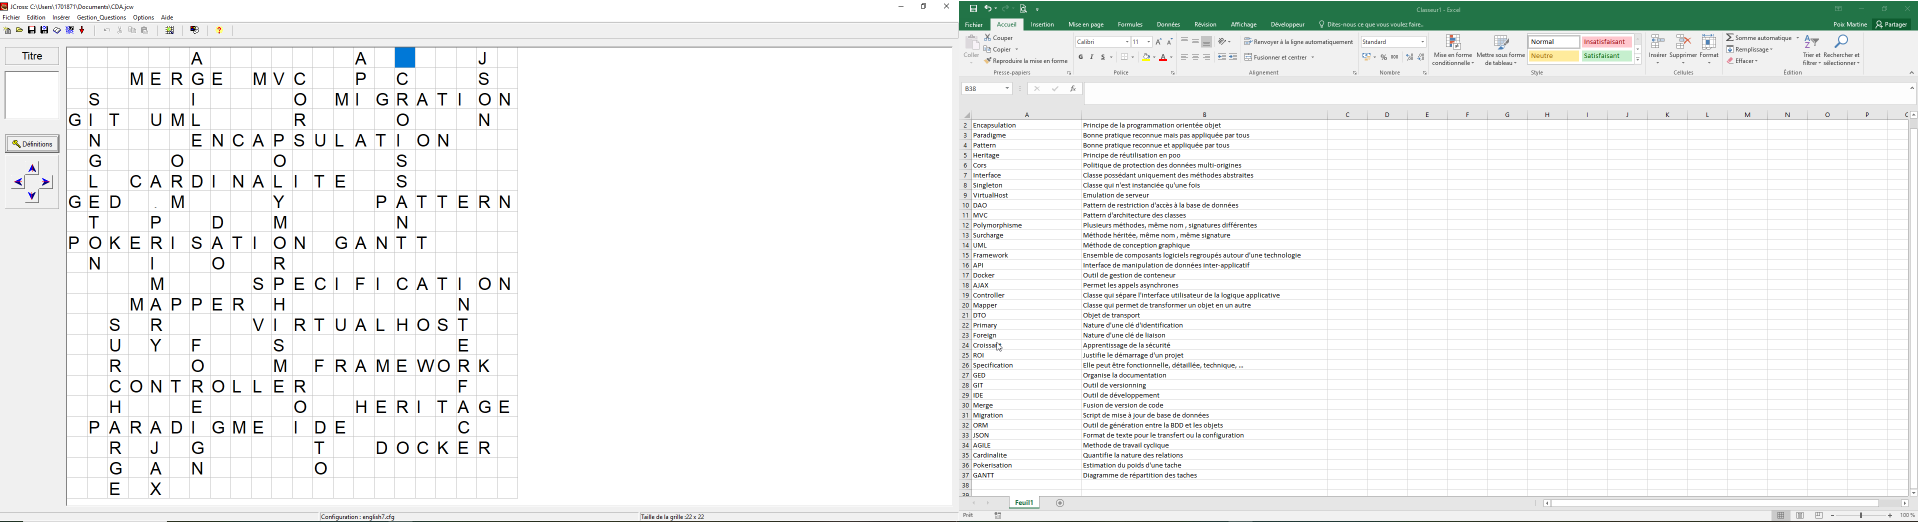 JCross: C:\Users\1701871\Documents\CDA.jcw
Fichier Edition Insérer Gestion_Questions Options Aide
Titre
Définitions
A A J
M E R G E M V C P C S
S I O M I G R A T I O N
G I T U M L R O N
N E N C A P S U L A T I O N
G O O S
L C A R D I N A L I T E S
G E D . M Y P A T T E R N
T P D M N
P O K E R I S A T I O N G A N T T
N I O R
M S P E C I F I C A T I O N
M A P P E R H N
S R V I R T U A L H O S T
U Y F S E
R O M F R A M E W O R K
C O N T R O L L E R F
H E O H E R I T A G E
P A R A D I G M E I D E C
R J G T D O C K E R
G A N O
E X
Configuration : english7.cfg Taille de la grille :22 x 22
Classeur1 - Excel
Fichier Accueil Insertion Mise en page Formules Données Révision Affichage Développeur Dites-nous ce que vous voulez faire. Poix Martine Partager
Coller Couper Copier Reproduire la mise en forme Presse-papiers
Calibri 11 G I S Police
Renvoyer à la ligne automatiquement Fusionner et centrer Alignement
Standard % 000 Nombre
Mise en forme conditionnelle Mettre sous forme de tableau
Normal Insatisfaisant Neutre Satisfaisant Style
Insérer Supprimer Format Cellules
Somme automatique Remplissage Effacer Trier et filtrer Rechercher et sélectionner Édition
B38 fx
A B C D E F G H I J K L M N O P
2 Encapsulation Principe de la programmation orientée objet
3 Paradigme Bonne pratique reconnue mais pas appliquée par tous
4 Pattern Bonne pratique reconnue et appliquée par tous
5 Heritage Principe de réutilisation en poo
6 Cors Politique de protection des données multi-origines
7 Interface Classe possédant uniquement des méthodes abstraites
8 Singleton Classe qui n'est instanciée qu'une fois
9 VirtualHost Emulation de serveur
10 DAO Pattern de restriction d'accès à la base de données
11 MVC Pattern d'architecture des classes
12 Polymorphisme Plusieurs méthodes, même nom , signatures différentes
13 Surcharge Méthode héritée, même nom , même signature
14 UML Méthode de conception graphique
15 Framework Ensemble de composants logiciels regroupés autour d'une technologie
16 API Interface de manipulation de données inter-applicatif
17 Docker Outil de gestion de conteneur
18 AJAX Permet les appels asynchrones
19 Controller Classe qui sépare l'interface utilisateur de la logique applicative
20 Mapper Classe qui permet de transformer un objet en un autre
21 DTO Objet de transport
22 Primary Nature d'une clé d'identification
23 Foreign Nature d'une clé de liaison
24 Croissant Apprentissage de la sécurité
25 ROI Justifie le démarrage d'un projet
26 Specification Elle peut être fonctionnelle, détaillée, technique, ...
27 GED Organise la documentation
28 GIT Outil de versionning
29 IDE Outil de développement
30 Merge Fusion de version de code
31 Migration Script de mise à jour de base de données
32 ORM Outil de génération entre la BDD et les objets
33 JSON Format de texte pour le transfert ou la configuration
34 AGILE Methode de travail cyclique
35 Cardinalite Quantifie la nature des relations
36 Pokerisation Estimation du poids d'une tache
37 GANTT Diagramme de répartition des taches
38
Feuil1
Prêt 100 %